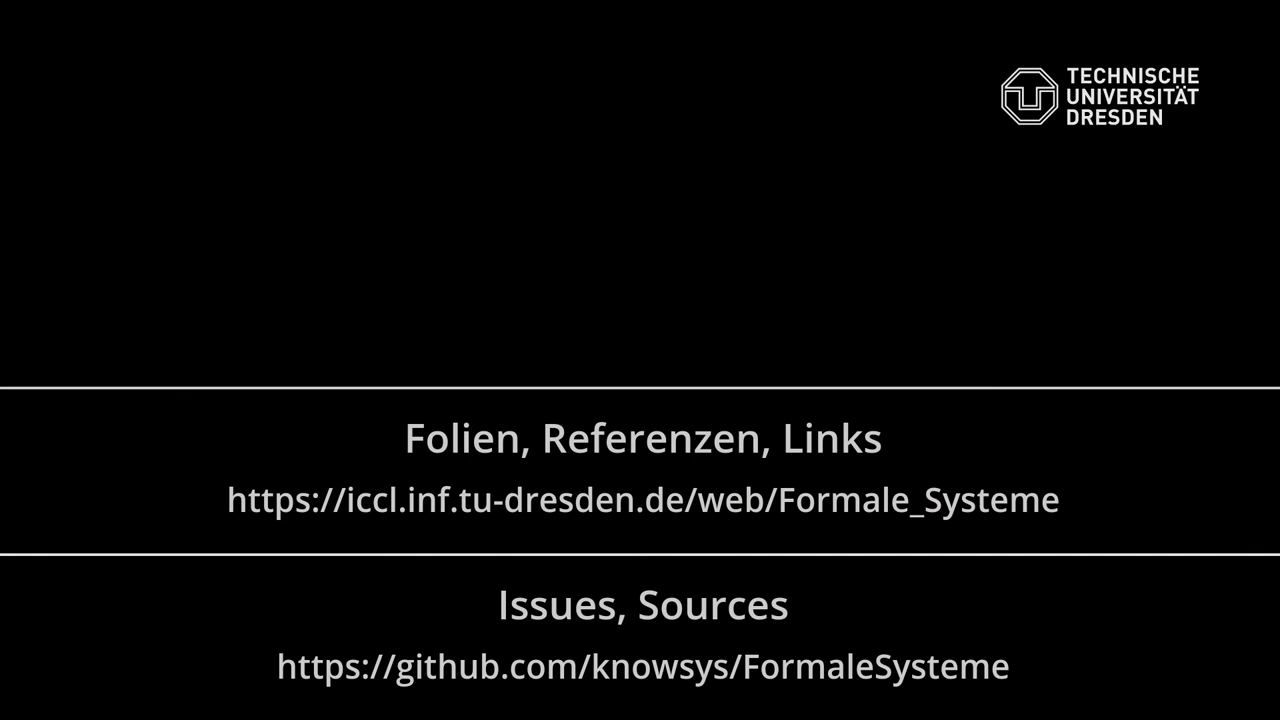 TECHNISCHE
UNIVERSITÄT
DRESDEN
Folien, Referenzen, Links
https://iccl.inf.tu-dresden.de/web/Formale_Systeme
Issues, Sources
https://github.com/knowsys/FormaleSysteme